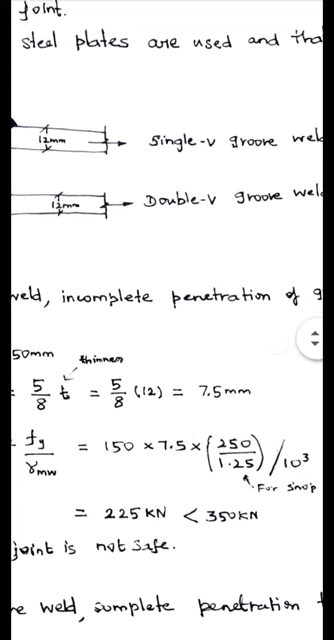 joint.
steel plates are used and tha
12mm
Single-v groove wel
12mm
Double-v groove wel
weld, incomplete penetration of g
50mm thinner
= 5/8 t = 5/8 (12) = 7.5mm
fy/γmw = 150 × 7.5 × (250/1.25) / 10³
For shop
= 225 KN < 350KN
joint is not safe.
e weld, complete penetration